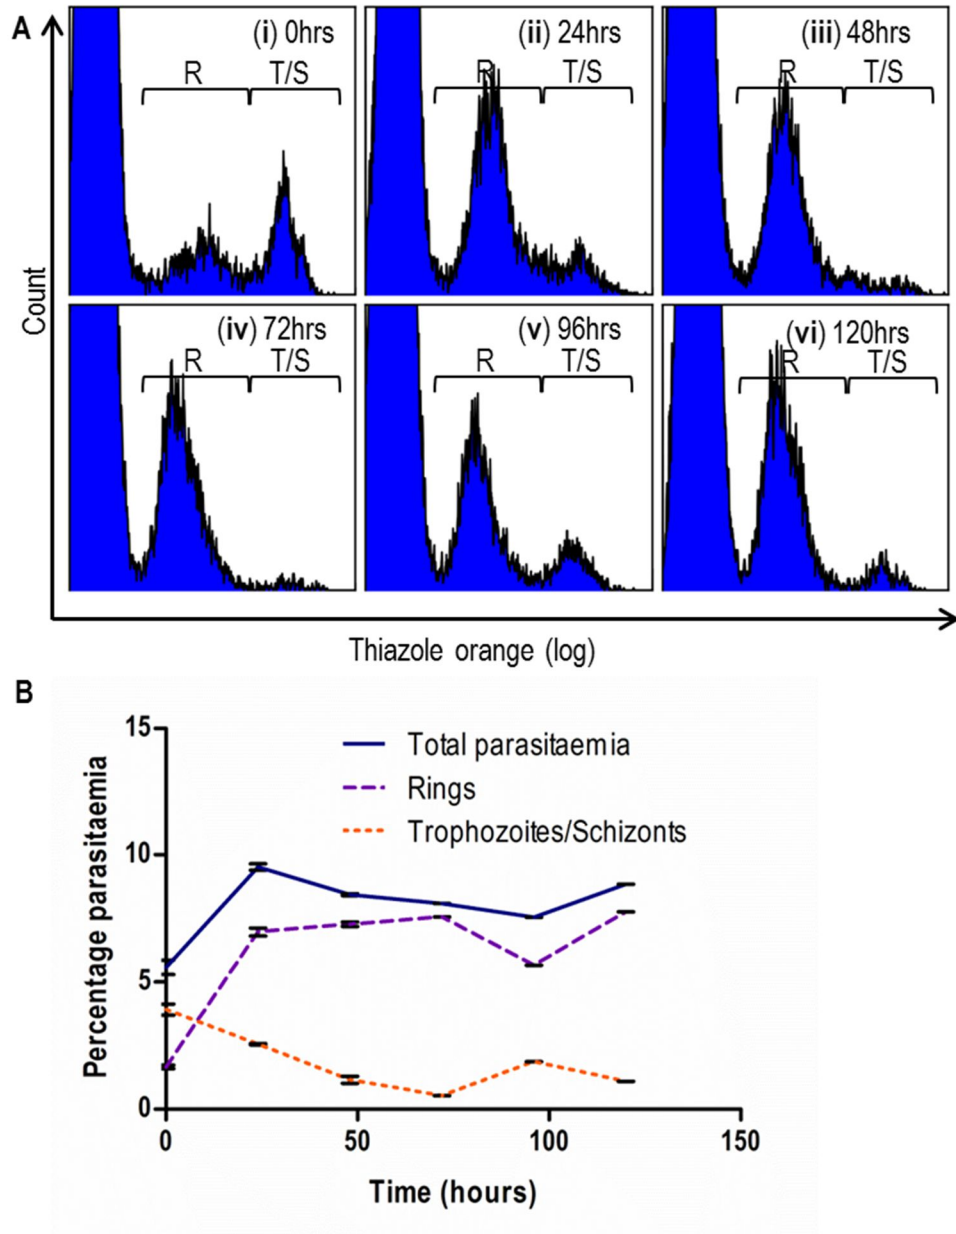 A
(i) 0hrs
R T/S
(ii) 24hrs
R T/S
(iii) 48hrs
R T/S
(iv) 72hrs
R T/S
(v) 96hrs
R T/S
(vi) 120hrs
R T/S
Count
Thiazole orange (log)
B
Total parasitaemia
Rings
Trophozoites/Schizonts
Percentage parasitaemia
15
10
5
0
0 50 100 150
Time (hours)